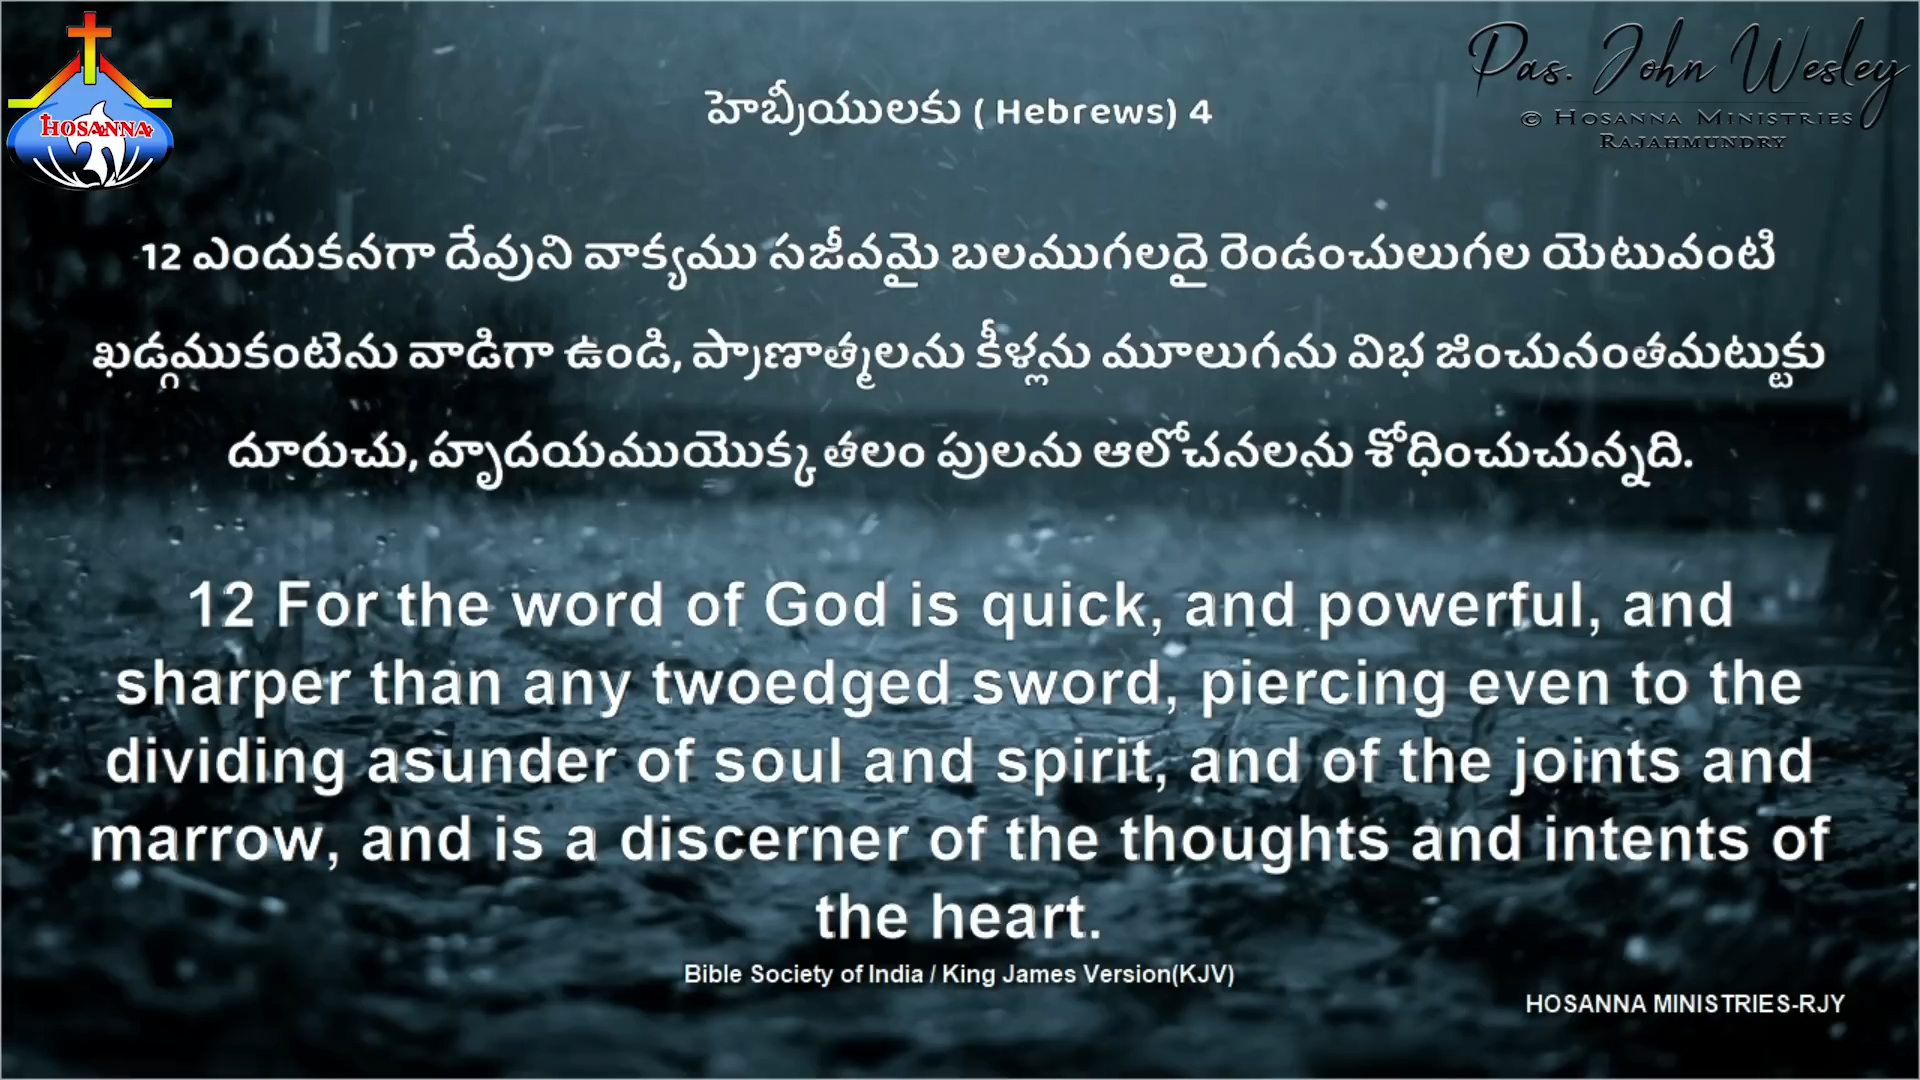 HOSANNA
Pas. John Wesley
© HOSANNA MINISTRIES
RAJAHMUNDRY
హెబ్రీయులకు ( Hebrews) 4
12 ఎందుకనగా దేవుని వాక్యము సజీవమై బలముగలదై రెండంచులుగల యెటువంటి
ఖడ్గముకంటెను వాడిగా ఉండి, ప్రాణాత్మలను కీళ్లను మూలుగను విభ జించునంతమట్టుకు
దూరుచు, హృదయముయొక్క తలం పులను ఆలోచనలను శోధించుచున్నది.
12 For the word of God is quick, and powerful, and
sharper than any twoedged sword, piercing even to the
dividing asunder of soul and spirit, and of the joints and
marrow, and is a discerner of the thoughts and intents of
the heart.
Bible Society of India / King James Version(KJV)
HOSANNA MINISTRIES-RJY